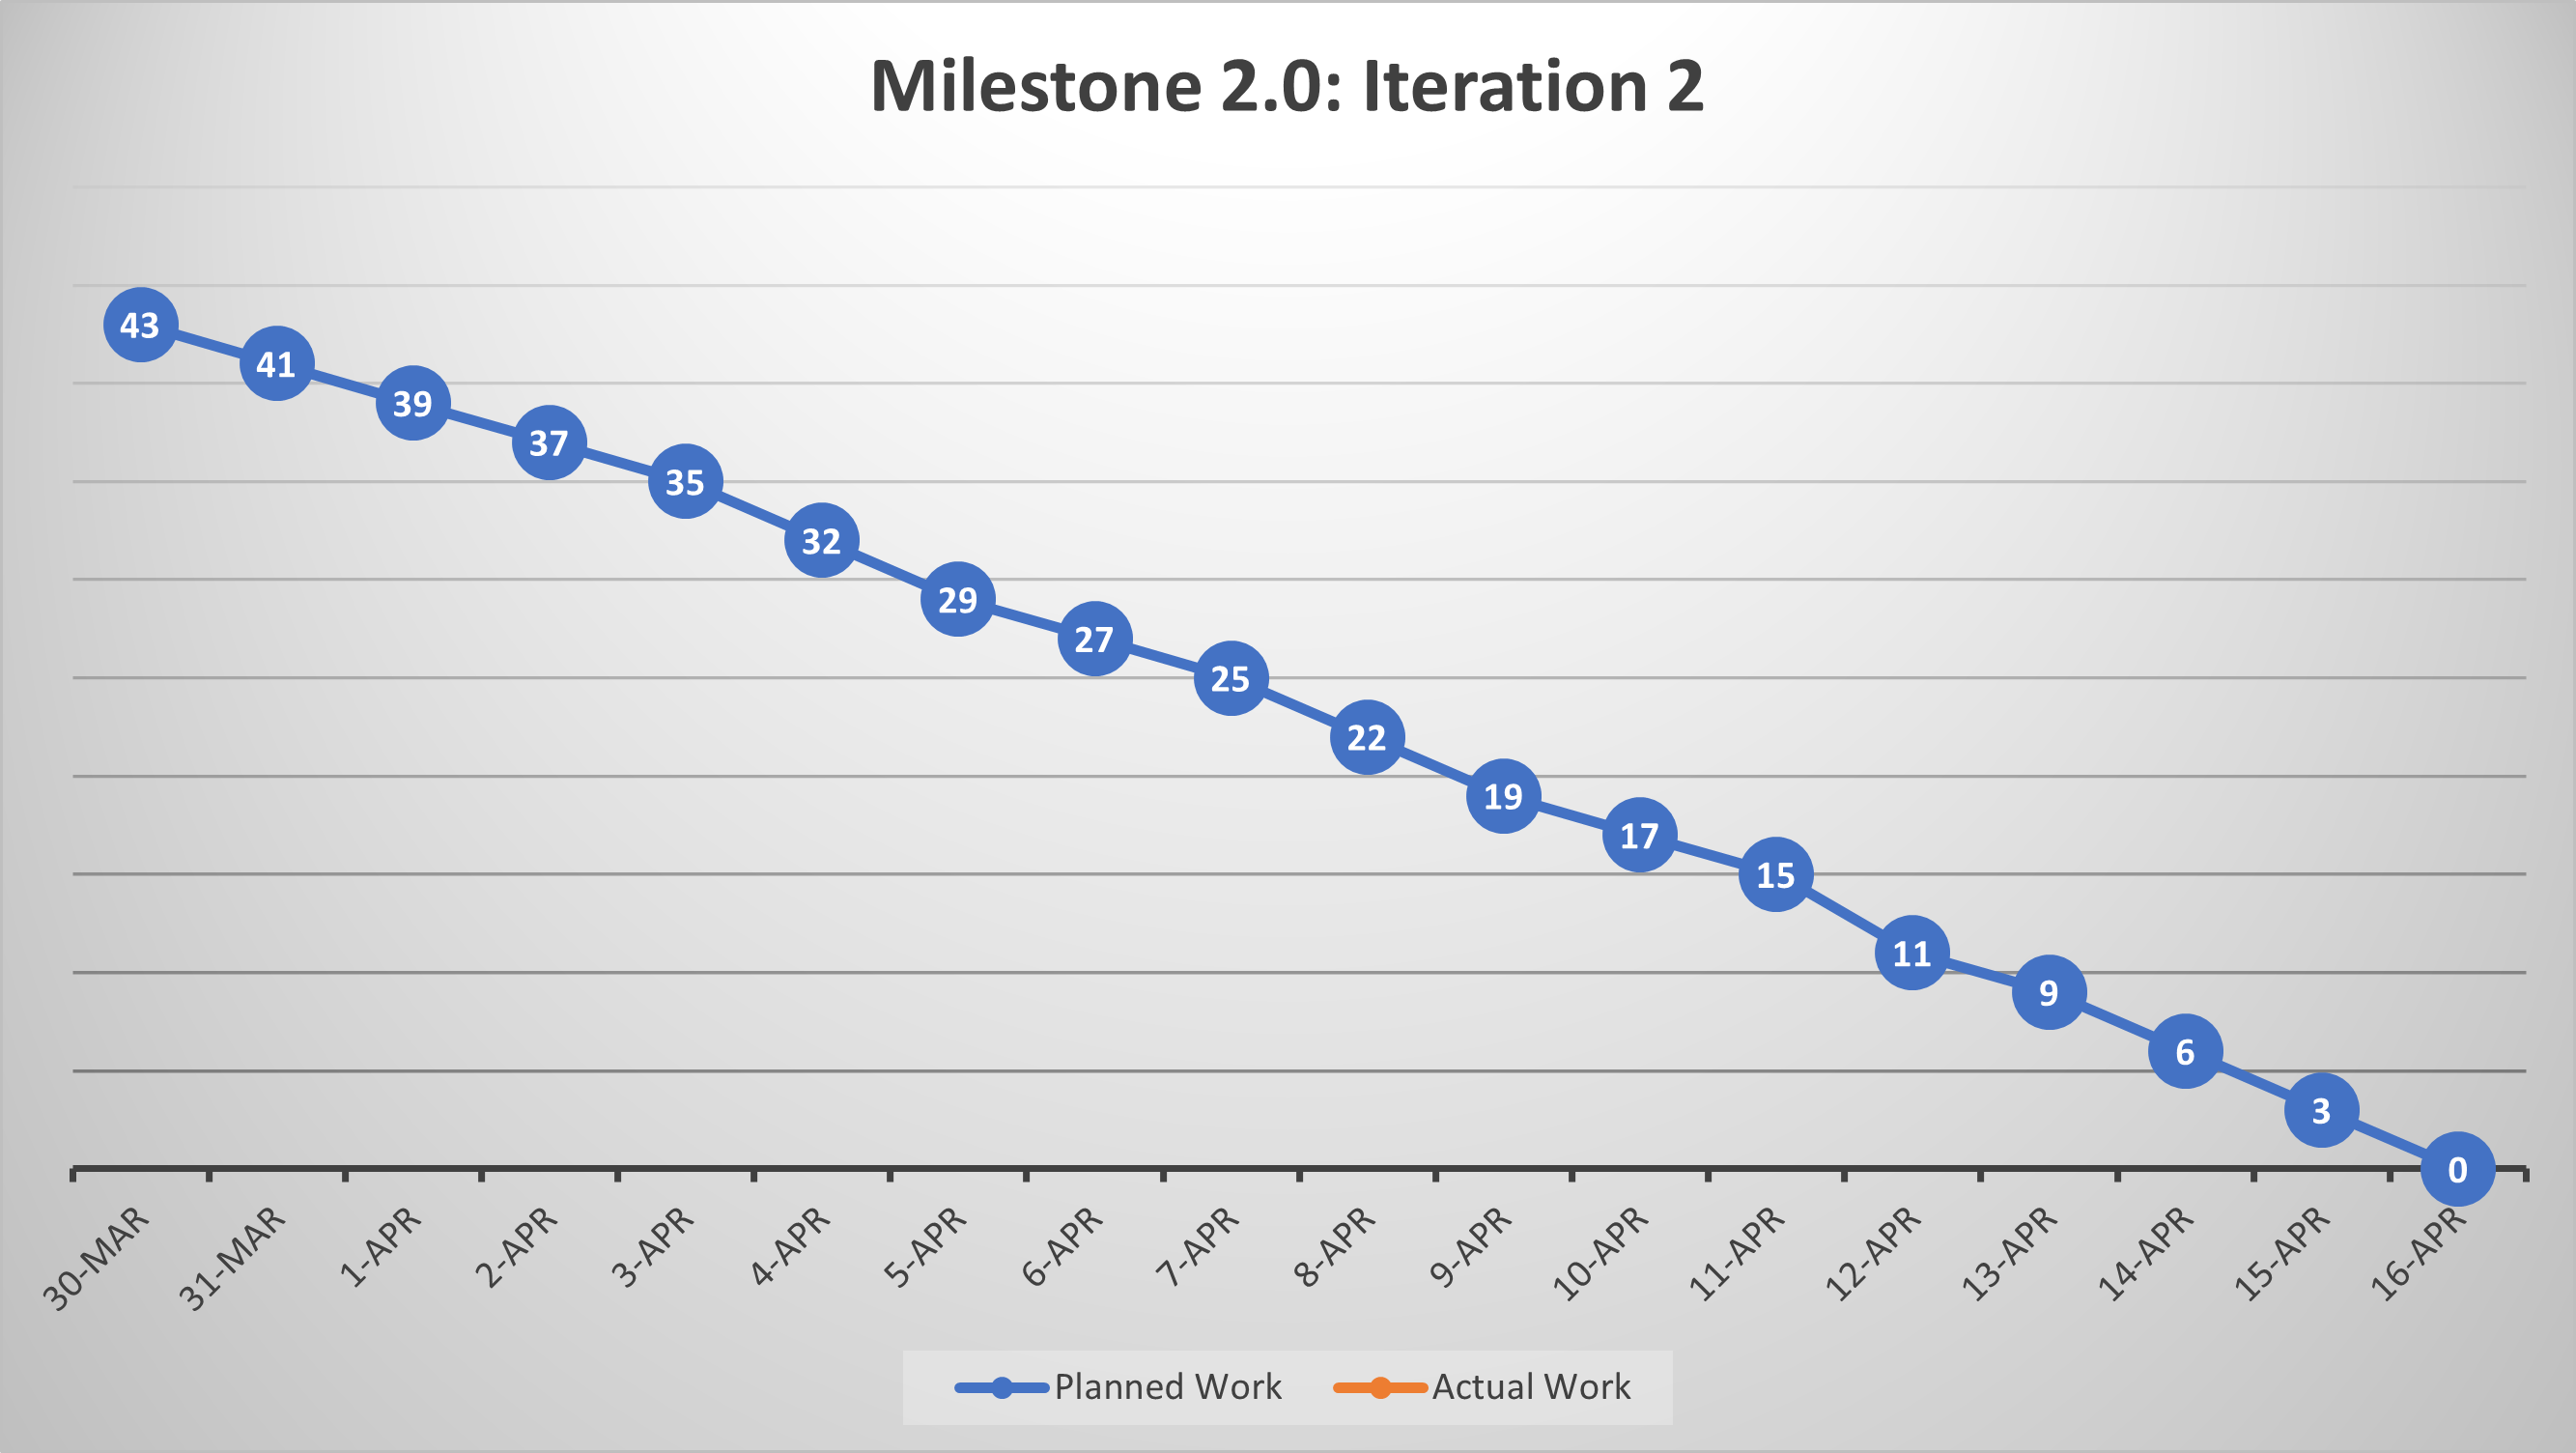 Milestone 2.0: Iteration 2
43
41
39
37
35
32
29
27
25
22
19
17
15
11
9
6
3
0
30-MAR
31-MAR
1-APR
2-APR
3-APR
4-APR
5-APR
6-APR
7-APR
8-APR
9-APR
10-APR
11-APR
12-APR
13-APR
14-APR
15-APR
16-APR
Planned Work
Actual Work